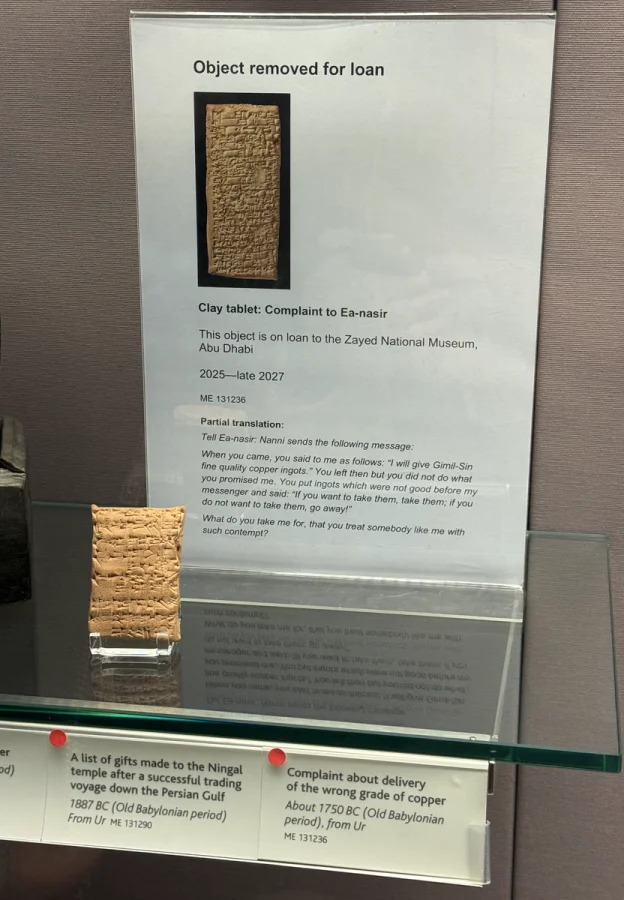 Object removed for loan
Clay tablet: Complaint to Ea-nasir
This object is on loan to the Zayed National Museum,
Abu Dhabi
2025—late 2027
ME 131236
Partial translation:
Tell Ea-nasir: Nanni sends the following message:
When you came, you said to me as follows: "I will give Gimil-Sin
fine quality copper ingots." You left then but you did not do what
you promised me. You put ingots which were not good before my
messenger and said: "If you want to take them, take them; if you
do not want to take them, go away!"
What do you take me for, that you treat somebody like me with
such contempt?
er
od)
A list of gifts made to the Ningal
temple after a successful trading
voyage down the Persian Gulf
1887 BC (Old Babylonian period)
From Ur ME 131290
Complaint about delivery
of the wrong grade of copper
About 1750 BC (Old Babylonian
period), from Ur
ME 131236